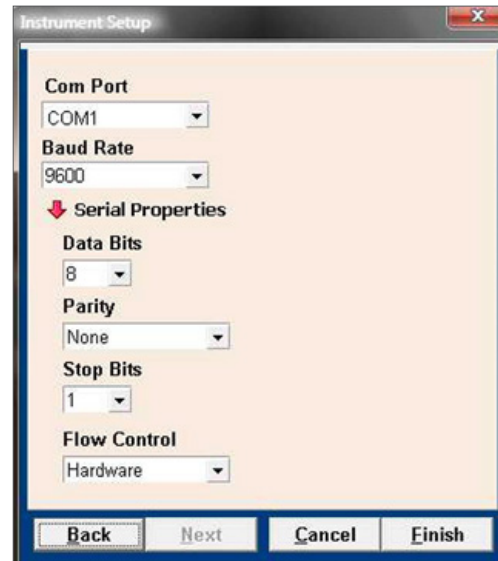 Instrument Setup
Com Port
COM1
Baud Rate
9600
Serial Properties
Data Bits
8
Parity
None
Stop Bits
1
Flow Control
Hardware
Back Next Cancel Finish